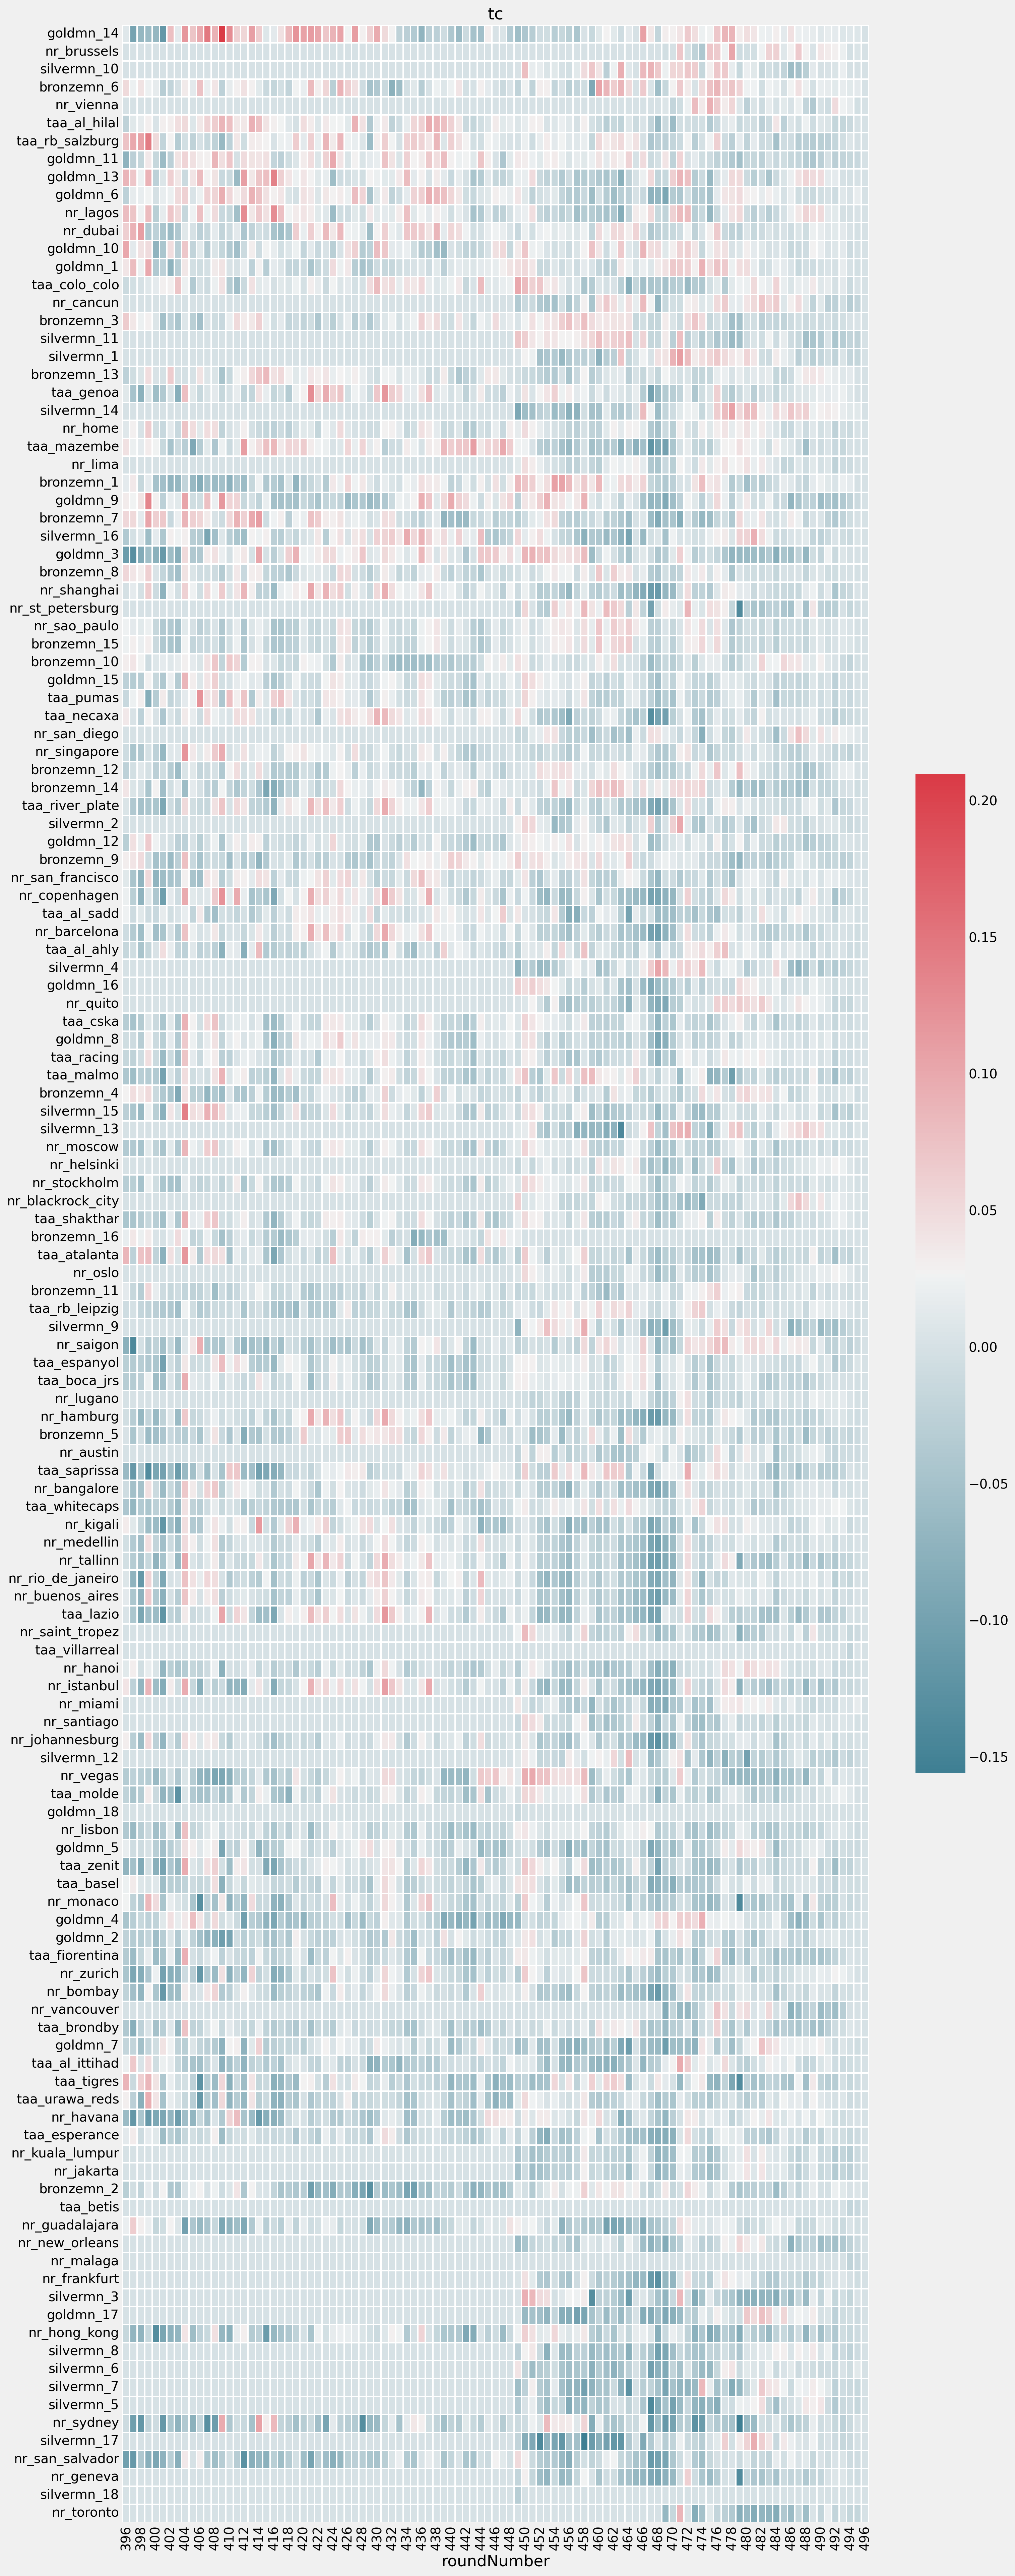 tc
goldmn_14
nr_brussels
silvermn_10
bronzemn_6
nr_vienna
taa_al_hilal
taa_rb_salzburg
goldmn_11
goldmn_13
goldmn_6
nr_lagos
nr_dubai
goldmn_10
goldmn_1
taa_colo_colo
nr_cancun
bronzemn_3
silvermn_11
silvermn_1
bronzemn_13
taa_genoa
silvermn_14
nr_home
taa_mazembe
nr_lima
bronzemn_1
goldmn_9
bronzemn_7
silvermn_16
goldmn_3
bronzemn_8
nr_shanghai
nr_st_petersburg
nr_sao_paulo
bronzemn_15
bronzemn_10
goldmn_15
taa_pumas
taa_necaxa
nr_san_diego
nr_singapore
bronzemn_12
bronzemn_14
taa_river_plate
silvermn_2
goldmn_12
bronzemn_9
nr_san_francisco
nr_copenhagen
taa_al_sadd
nr_barcelona
taa_al_ahly
silvermn_4
goldmn_16
nr_quito
taa_cska
goldmn_8
taa_racing
taa_malmo
bronzemn_4
silvermn_15
silvermn_13
nr_moscow
nr_helsinki
nr_stockholm
nr_blackrock_city
taa_shakthar
bronzemn_16
taa_atalanta
nr_oslo
bronzemn_11
taa_rb_leipzig
silvermn_9
nr_saigon
taa_espanyol
taa_boca_jrs
nr_lugano
nr_hamburg
bronzemn_5
nr_austin
taa_saprissa
nr_bangalore
taa_whitecaps
nr_kigali
nr_medellin
nr_tallinn
nr_rio_de_janeiro
nr_buenos_aires
taa_lazio
nr_saint_tropez
taa_villarreal
nr_hanoi
nr_istanbul
nr_miami
nr_santiago
nr_johannesburg
silvermn_12
nr_vegas
taa_molde
goldmn_18
nr_lisbon
goldmn_5
taa_zenit
taa_basel
nr_monaco
goldmn_4
goldmn_2
taa_fiorentina
nr_zurich
nr_bombay
nr_vancouver
taa_brondby
goldmn_7
taa_al_ittihad
taa_tigres
taa_urawa_reds
nr_havana
taa_esperance
nr_kuala_lumpur
nr_jakarta
bronzemn_2
taa_betis
nr_guadalajara
nr_new_orleans
nr_malaga
nr_frankfurt
silvermn_3
goldmn_17
nr_hong_kong
silvermn_8
silvermn_6
silvermn_7
silvermn_5
nr_sydney
silvermn_17
nr_san_salvador
nr_geneva
silvermn_18
nr_toronto
396 398 400 402 404 406 408 410 412 414 416 418 420 422 424 426 428 430 432 434 436 438 440 442 444 446 448 450 452 454 456 458 460 462 464 466 468 470 472 474 476 478 480 482 484 486 488 490 492 494 496
roundNumber
0.20
0.15
0.10
0.05
0.00
−0.05
−0.10
−0.15